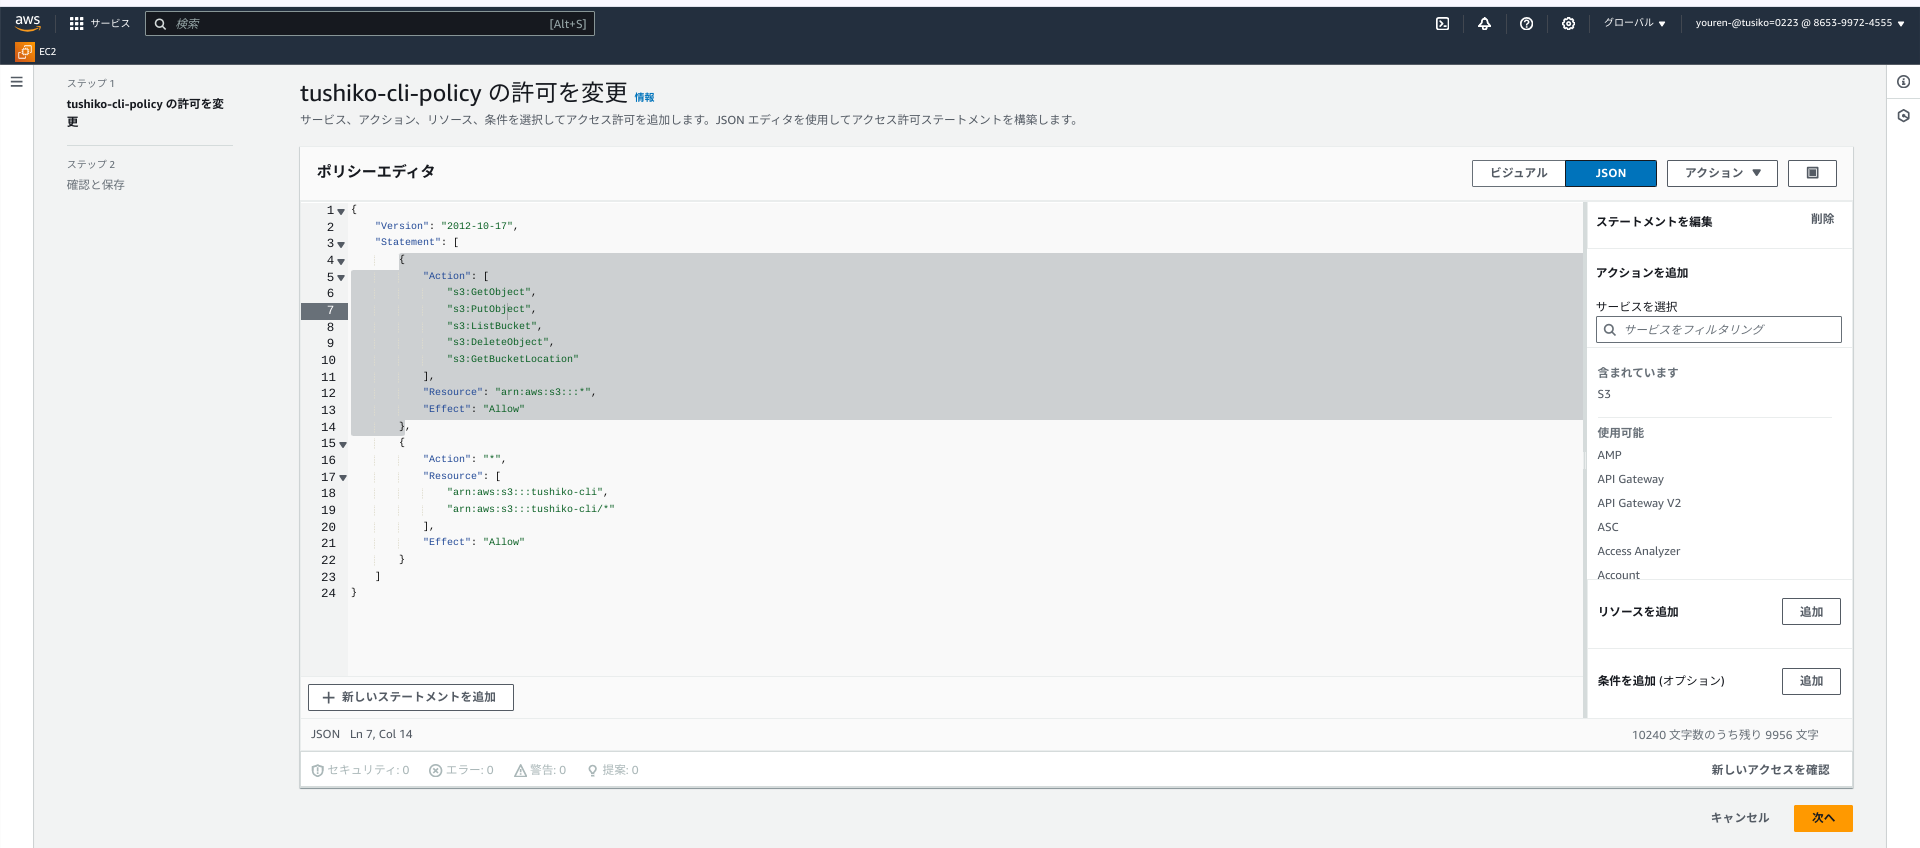 aws
サービス
検索
[Alt+S]
グローバル ▼
youren-@tusiko=0223 @ 8653-9972-4555 ▼
EC2
ステップ 1
tushiko-cli-policy の許可を変
更
ステップ 2
確認と保存
tushiko-cli-policy の許可を変更 情報
サービス、アクション、リソース、条件を選択してアクセス許可を追加します。JSON エディタを使用してアクセス許可ステートメントを構築します。
ポリシーエディタ
ビジュアル
JSON
アクション ▼
1 {
2 "Version": "2012-10-17",
3 "Statement": [
4 {
5 "Action": [
6 "s3:GetObject",
7 "s3:PutObject",
8 "s3:ListBucket",
9 "s3:DeleteObject",
10 "s3:GetBucketLocation"
11 ],
12 "Resource": "arn:aws:s3:::*",
13 "Effect": "Allow"
14 },
15 {
16 "Action": "*",
17 "Resource": [
18 "arn:aws:s3:::tushiko-cli",
19 "arn:aws:s3:::tushiko-cli/*"
20 ],
21 "Effect": "Allow"
22 }
23 ]
24 }
新しいステートメントを追加
JSON Ln 7, Col 14
10240 文字数のうち残り 9956 文字
セキュリティ: 0
エラー: 0
警告: 0
提案: 0
新しいアクセスを確認
ステートメントを編集
削除
アクションを追加
サービスを選択
サービスをフィルタリング
含まれています
S3
使用可能
AMP
API Gateway
API Gateway V2
ASC
Access Analyzer
Account
リソースを追加
追加
条件を追加 (オプション)
追加
キャンセル
次へ